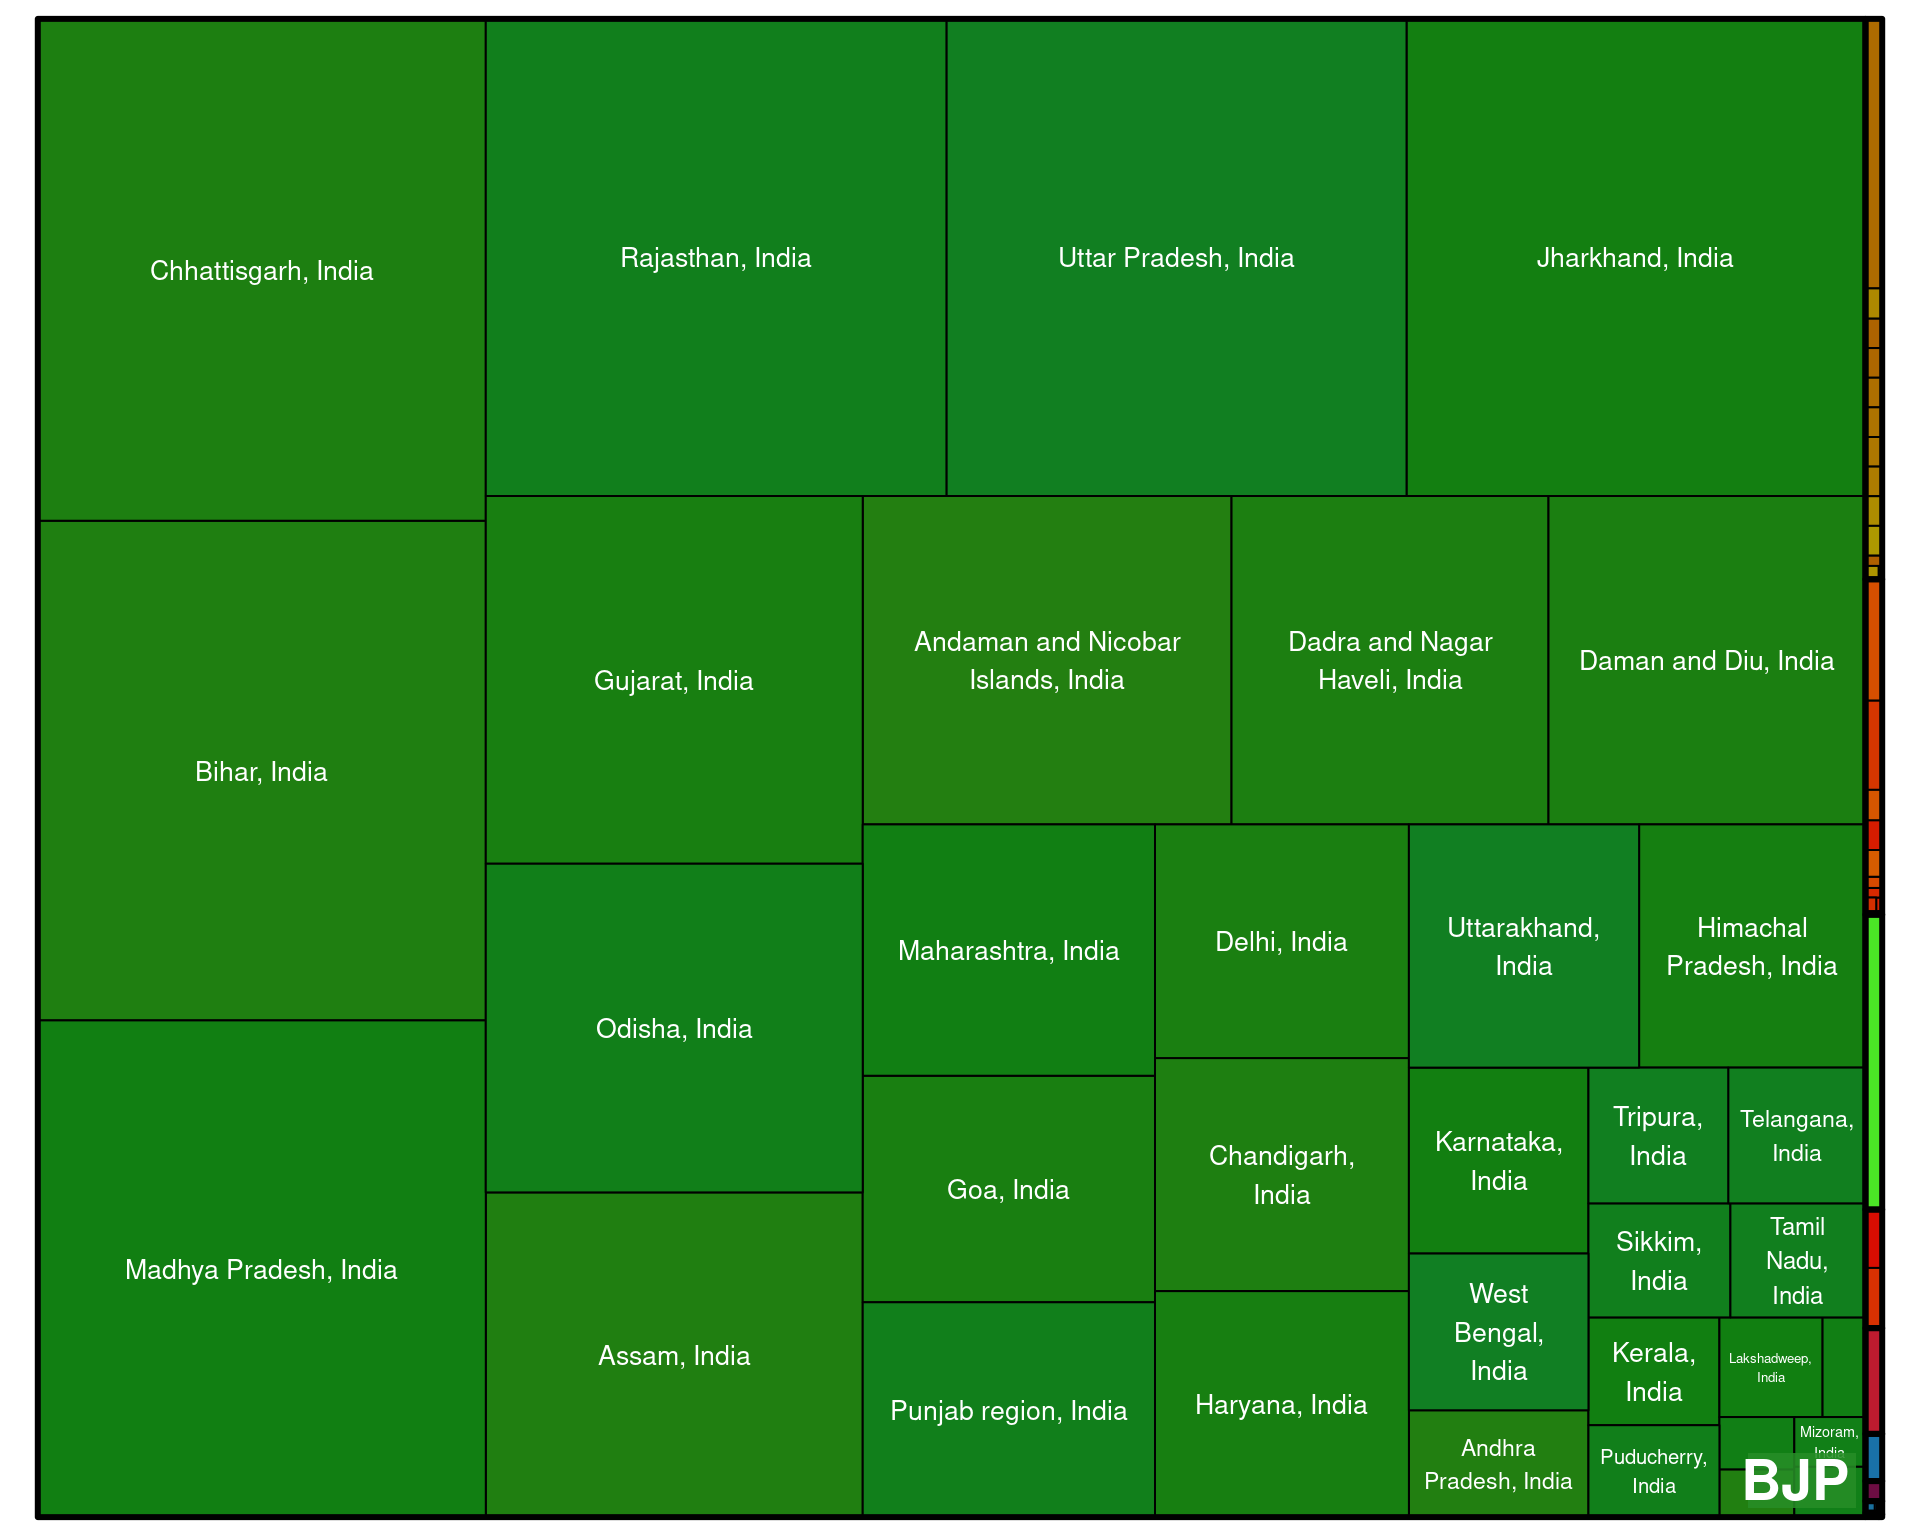 Chhattisgarh, India
Rajasthan, India
Uttar Pradesh, India
Jharkhand, India
Bihar, India
Gujarat, India
Andaman and Nicobar
Islands, India
Dadra and Nagar
Haveli, India
Daman and Diu, India
Madhya Pradesh, India
Odisha, India
Assam, India
Maharashtra, India
Goa, India
Punjab region, India
Delhi, India
Chandigarh,
India
Haryana, India
Uttarakhand,
India
Himachal
Pradesh, India
Karnataka,
India
West
Bengal,
India
Andhra
Pradesh, India
Tripura,
India
Telangana,
India
Sikkim,
India
Tamil
Nadu,
India
Kerala,
India
Lakshadweep,
India
Puducherry,
India
Mizoram,
India
BJP